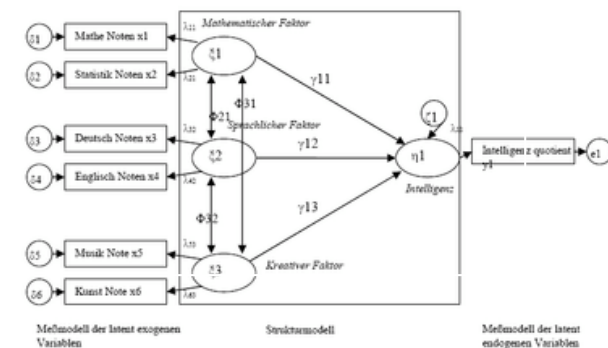 Mathematischer Faktor
δ1
Mathe Noten x1
λ11
ξ1
δ2
Statistik Noten x2
λ21
γ11
Φ31
Φ21
Sprachlicher Faktor
ζ1
δ3
Deutsch Noten x3
λ32
ξ2
γ12
η1
Intelligenz quotient
y1
e1
δ4
Englisch Noten x4
λ42
Intelligenz
γ13
Φ32
δ5
Musik Note x5
λ53
ξ3
Kreativer Faktor
δ6
Kunst Note x6
λ63
Meßmodell der latent exogenen
Variablen
Strukturmodell
Meßmodell der latent
endogenen Variablen